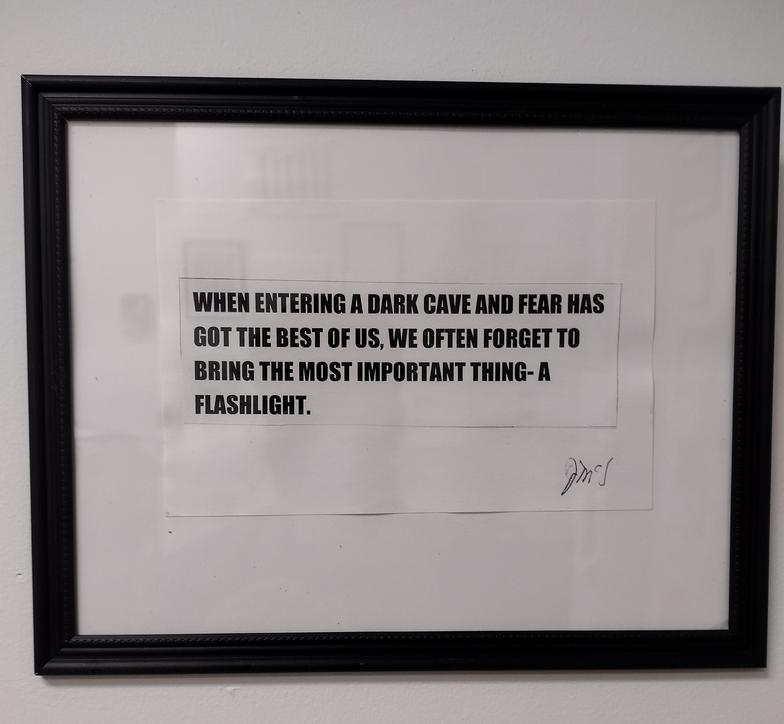 WHEN ENTERING A DARK CAVE AND FEAR HAS
GOT THE BEST OF US, WE OFTEN FORGET TO
BRING THE MOST IMPORTANT THING- A
FLASHLIGHT.